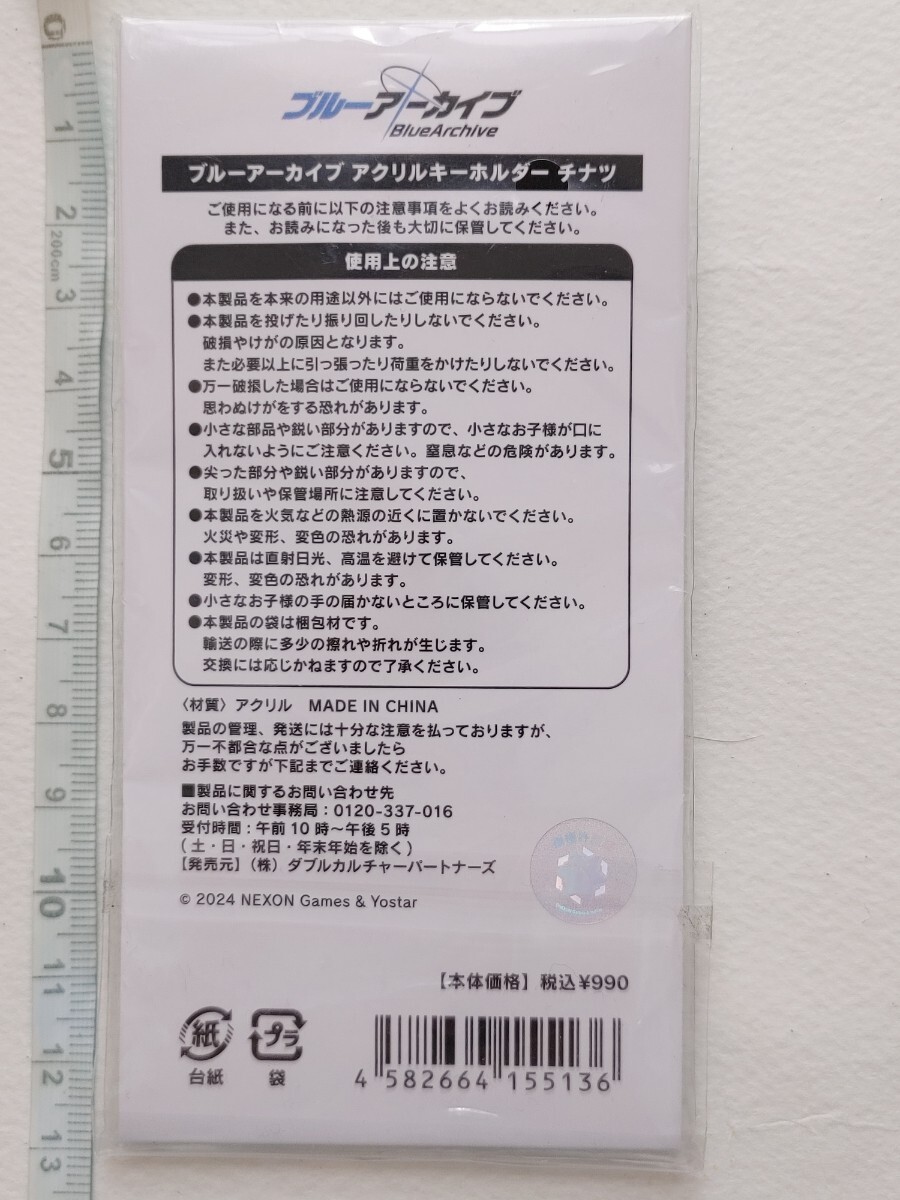 ブルーアーカイブ
BlueArchive
ブルーアーカイブ アクリルキーホルダー チナツ
ご使用になる前に以下の注意事項をよくお読みください。
また、お読みになった後も大切に保管してください。
使用上の注意
●本製品を本来の用途以外にはご使用にならないでください。
●本製品を投げたり振り回したりしないでください。
破損やけがの原因となります。
また必要以上に引っ張ったり荷重をかけたりしないでください。
●万一破損した場合はご使用にならないでください。
思わぬけがをする恐れがあります。
●小さな部品や鋭い部分がありますので、小さなお子様が口に
入れないようにご注意ください。窒息などの危険があります。
●尖った部分や鋭い部分がありますので、
取り扱いや保管場所に注意してください。
●本製品を火気などの熱源の近くに置かないでください。
火災や変形、変色の恐れがあります。
●本製品は直射日光、高温を避けて保管してください。
変形、変色の恐れがあります。
●小さなお子様の手の届かないところに保管してください。
●本製品の袋は梱包材です。
輸送の際に多少の擦れや折れが生じます。
交換には応じかねますので了承ください。
〈材質〉アクリル MADE IN CHINA
製品の管理、発送には十分な注意を払っておりますが、
万一不都合な点がございましたら
お手数ですが下記までご連絡ください。
■製品に関するお問い合わせ先
お問い合わせ事務局：0120-337-016
受付時間：午前10時～午後5時
(土・日・祝日・年末年始を除く)
【発売元】（株）ダブルカルチャーパートナーズ
© 2024 NEXON Games & Yostar
【本体価格】税込¥990
紙
プラ
台紙
袋
4 582664 155136
0
1
2
200cm
3
4
5
6
7
8
9
10
11
12
13